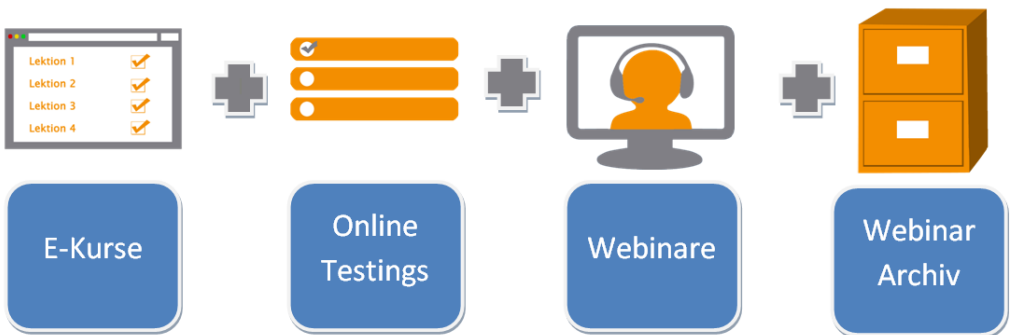 Lektion 1
Lektion 2
Lektion 3
Lektion 4
E-Kurse
Online
Testings
Webinare
Webinar
Archiv